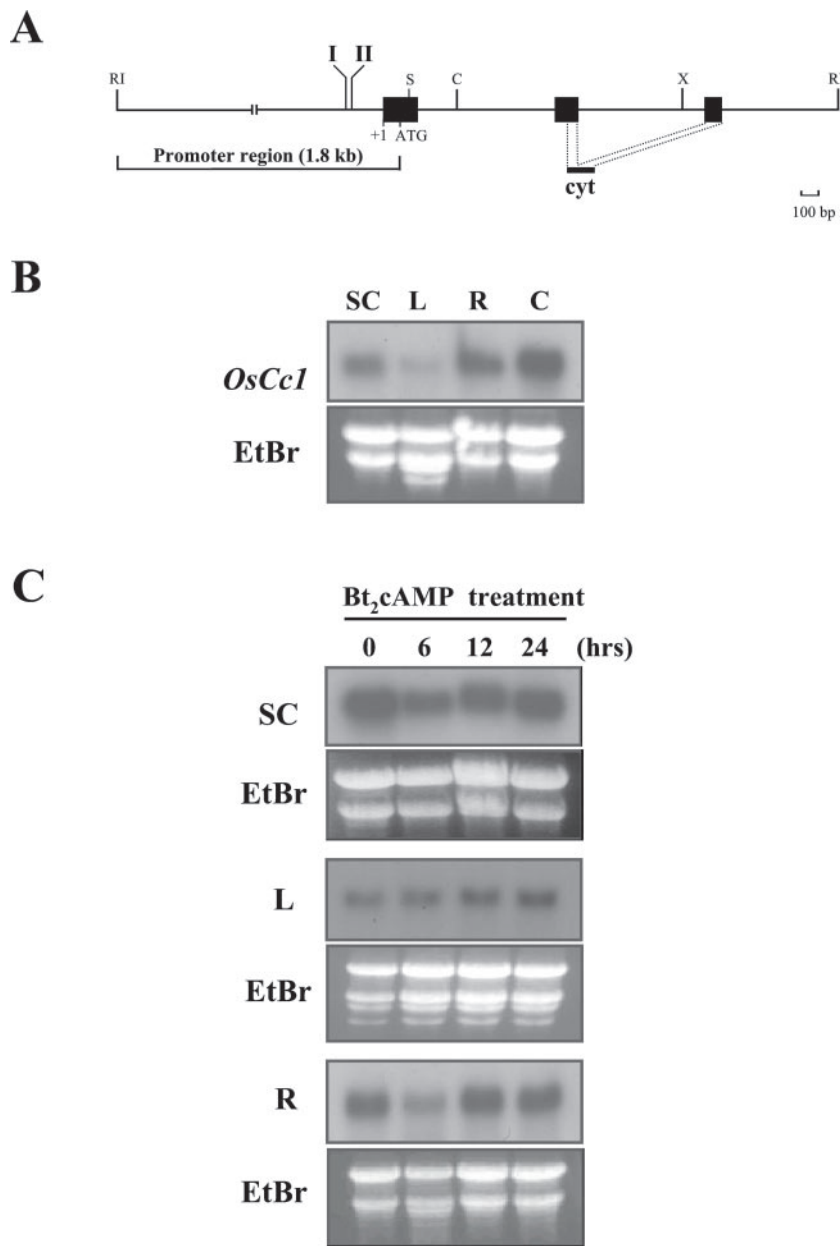 A
I II
RI S C X RI
+1 ATG
Promoter region (1.8 kb)
cyt
100 bp
B
SC L R C
OsCc1
EtBr
C
Bt₂cAMP treatment
0 6 12 24 (hrs)
SC
EtBr
L
EtBr
R
EtBr